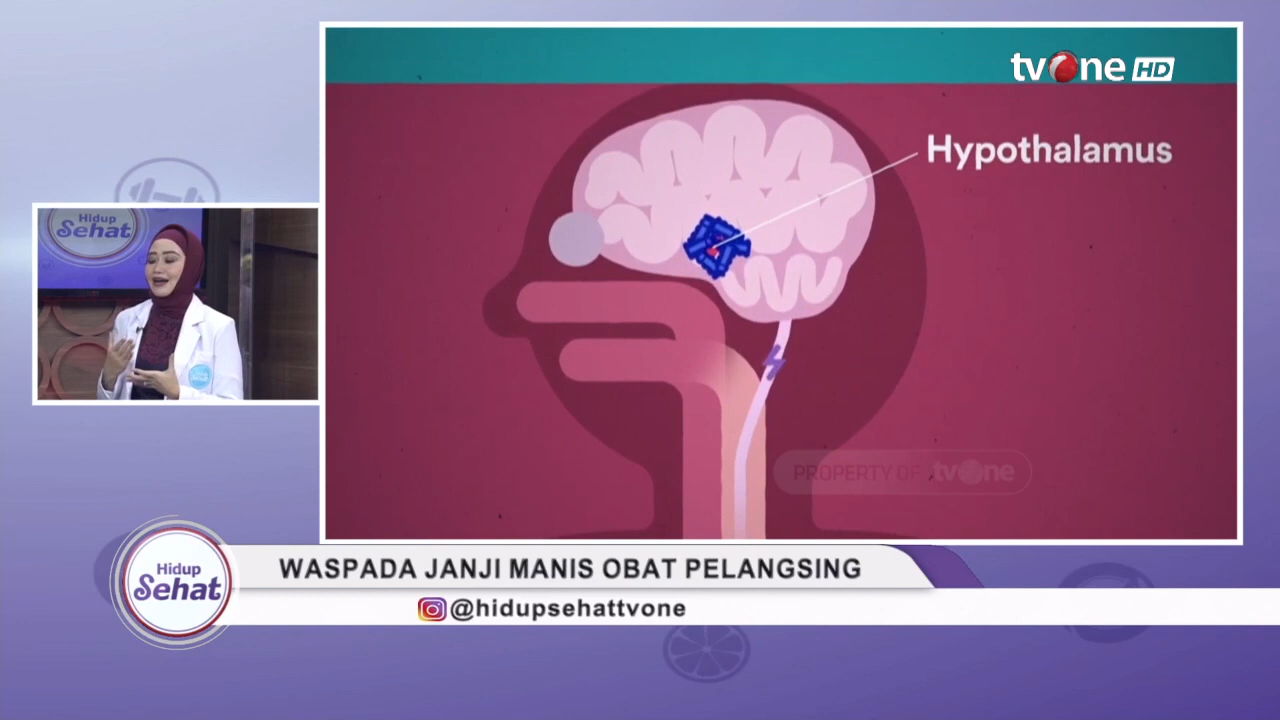 tvOne HD
Hypothalamus
Hidup
Sehat
PROPERTY OF tvOne
Hidup
Sehat
WASPADA JANJI MANIS OBAT PELANGSING
@hidupsehattvone